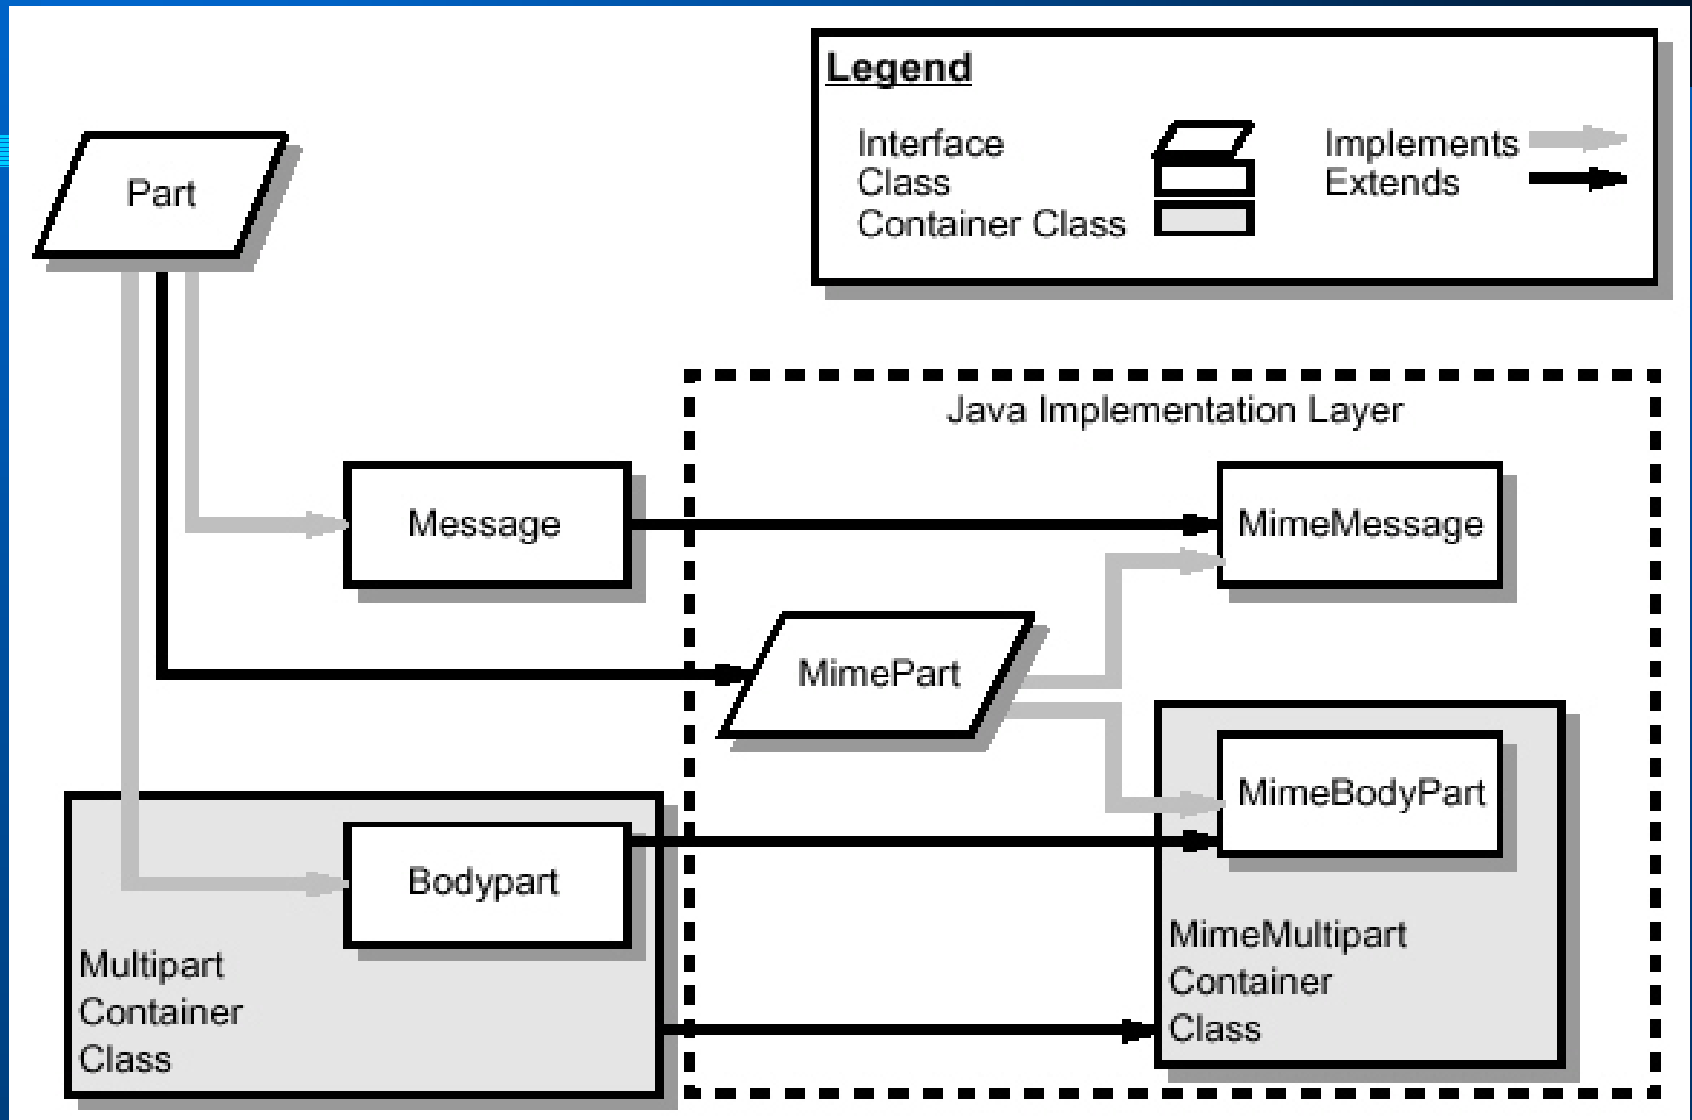 Legend
Interface
Class
Container Class
Implements
Extends
Part
Java Implementation Layer
Message
MimeMessage
MimePart
MimeBodyPart
Bodypart
Multipart
Container
Class
MimeMultipart
Container
Class